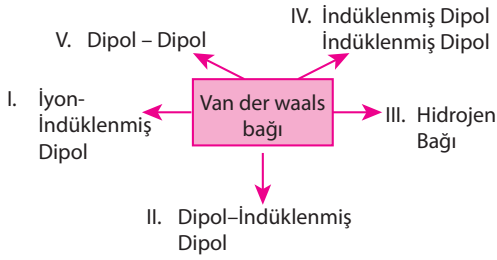 IV. İndüklenmiş Dipol
İndüklenmiş Dipol
V. Dipol – Dipol
I. İyon-
İndüklenmiş
Dipol
Van der waals
bağı
III. Hidrojen
Bağı
II. Dipol–İndüklenmiş
Dipol